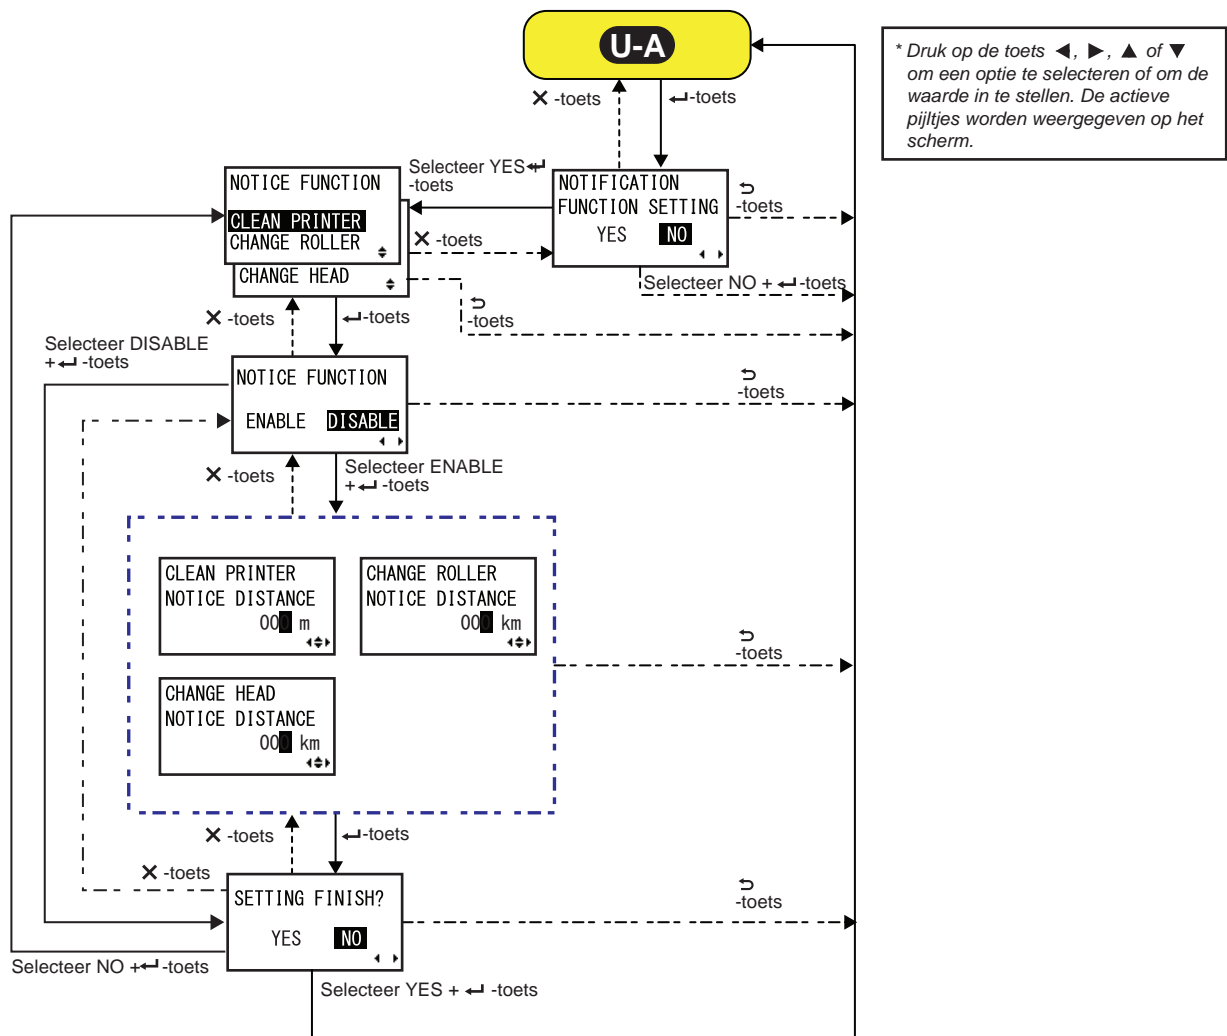 U-A
* Druk op de toets ◀, ▶, ▲ of ▼
om een optie te selecteren of om de
waarde in te stellen. De actieve
pijltjes worden weergegeven op het
scherm.
✕ -toets
↵-toets
Selecteer YES+↵
-toets
NOTICE FUNCTION
CLEAN PRINTER
CHANGE ROLLER
CHANGE HEAD
NOTIFICATION
FUNCTION SETTING
YES NO
⮌
-toets
✕ -toets
Selecteer NO + ↵ -toets
⮌
-toets
✕ -toets
↵-toets
Selecteer DISABLE
+↵ -toets
NOTICE FUNCTION
ENABLE DISABLE
⮌
-toets
✕ -toets
Selecteer ENABLE
+↵ -toets
CLEAN PRINTER
NOTICE DISTANCE
000 m
CHANGE ROLLER
NOTICE DISTANCE
000 km
CHANGE HEAD
NOTICE DISTANCE
000 km
⮌
-toets
✕ -toets
↵-toets
✕ -toets
SETTING FINISH?
YES NO
⮌
-toets
Selecteer NO +↵ -toets
Selecteer YES + ↵ -toets